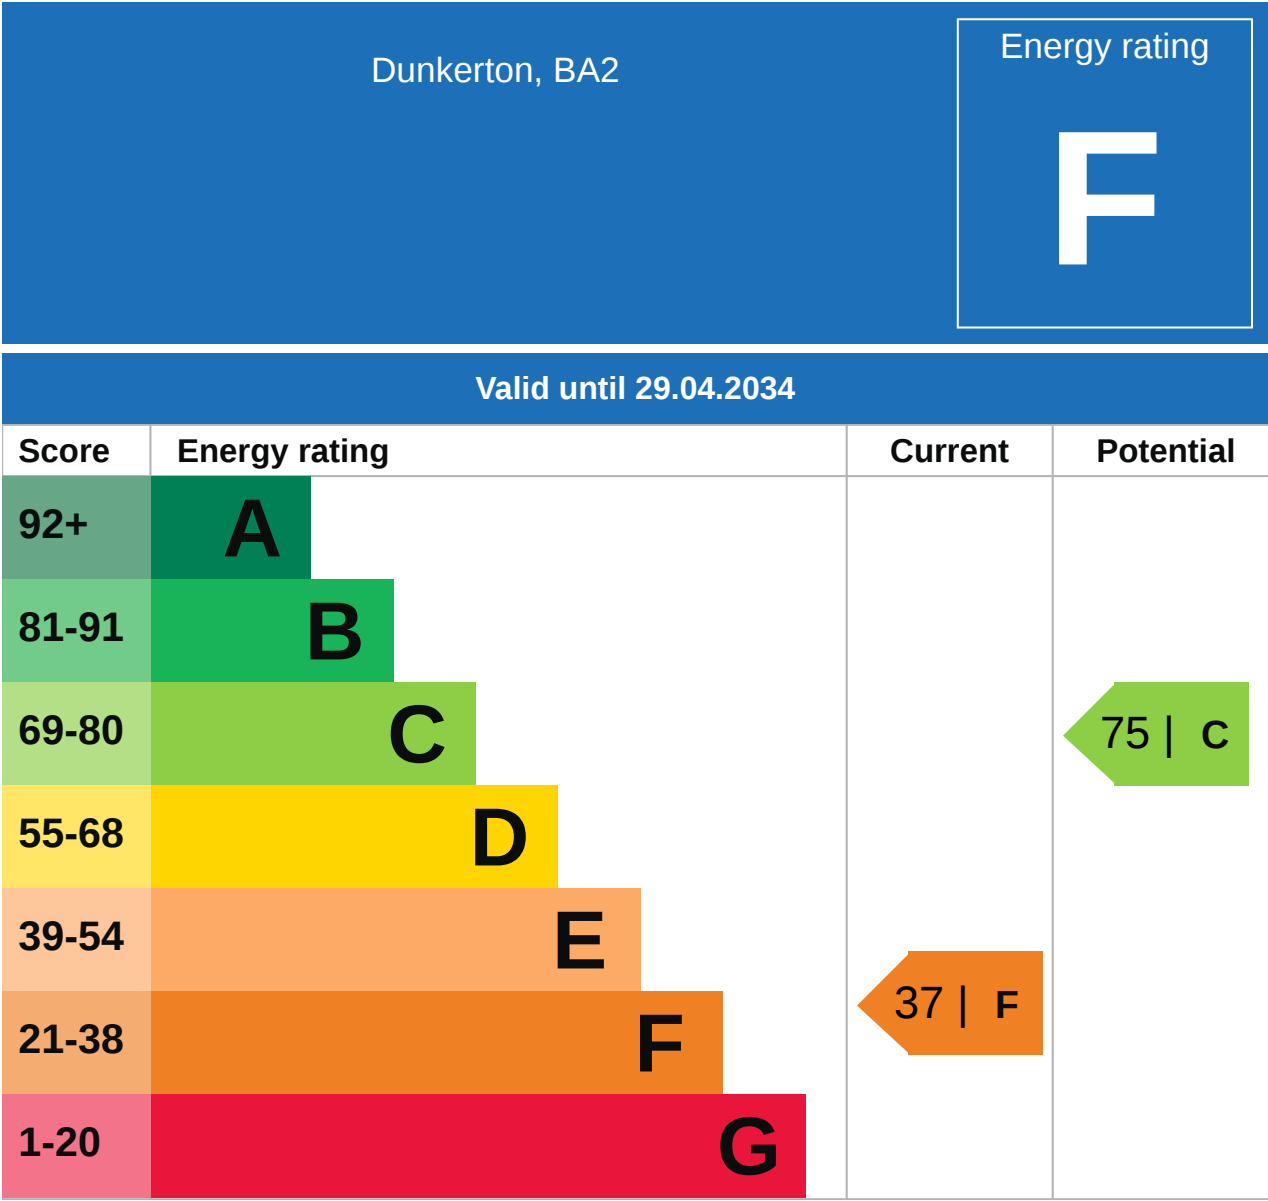 Dunkerton, BA2
Energy rating
F
Valid until 29.04.2034
Score Energy rating Current Potential
92+ A
81-91 B
69-80 C 75 | C
55-68 D
39-54 E
37 | F
21-38 F
1-20 G